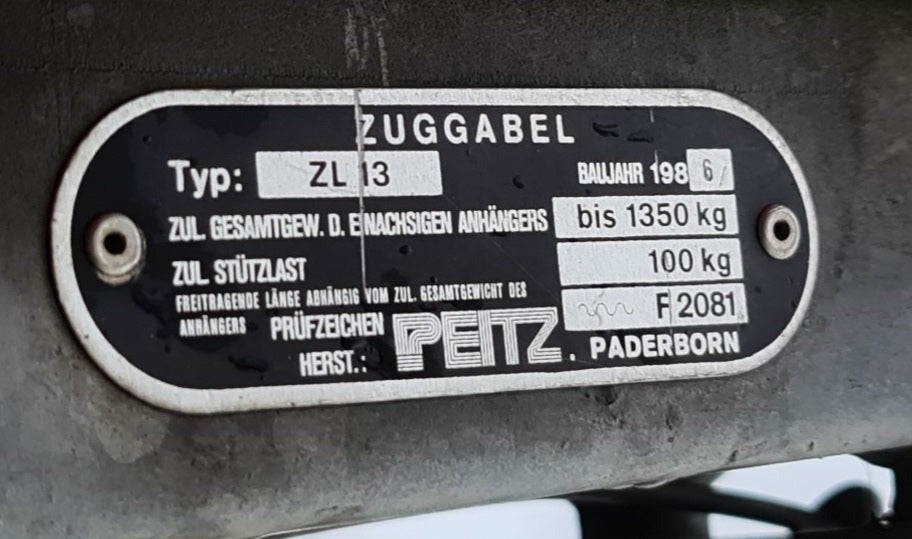 ZUGGABEL
Typ: ZL 13 BAUJAHR 198 6/
ZUL. GESAMTGEW. D. EINACHSIGEN ANHÄNGERS bis 1350 kg
ZUL. STÜTZLAST 100 kg
FREITRAGENDE LÄNGE ABHÄNGIG VOM ZUL. GESAMTGEWICHT DES
ANHÄNGERS PRÜFZEICHEN F 2081
HERST.: PEITZ. PADERBORN